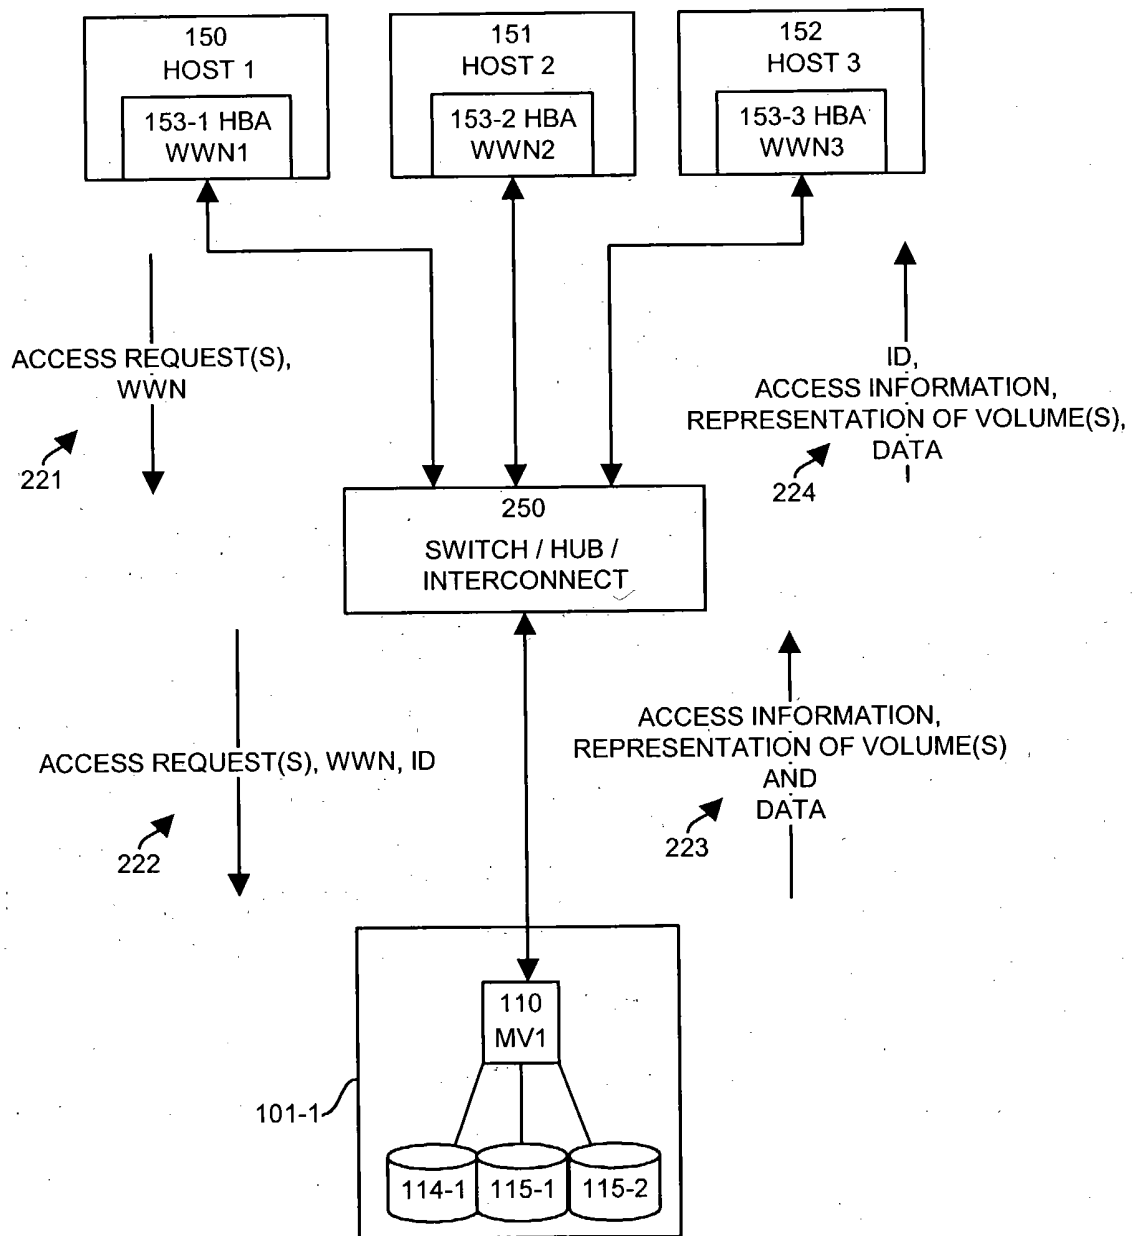 150
HOST 1
153-1 HBA
WWN1
151
HOST 2
153-2 HBA
WWN2
152
HOST 3
153-3 HBA
WWN3
ACCESS REQUEST(S),
WWN
221
ID,
ACCESS INFORMATION,
REPRESENTATION OF VOLUME(S),
DATA
224
250
SWITCH / HUB /
INTERCONNECT
ACCESS REQUEST(S), WWN, ID
222
ACCESS INFORMATION,
REPRESENTATION OF VOLUME(S)
AND
DATA
223
110
MV1
101-1
114-1
115-1
115-2